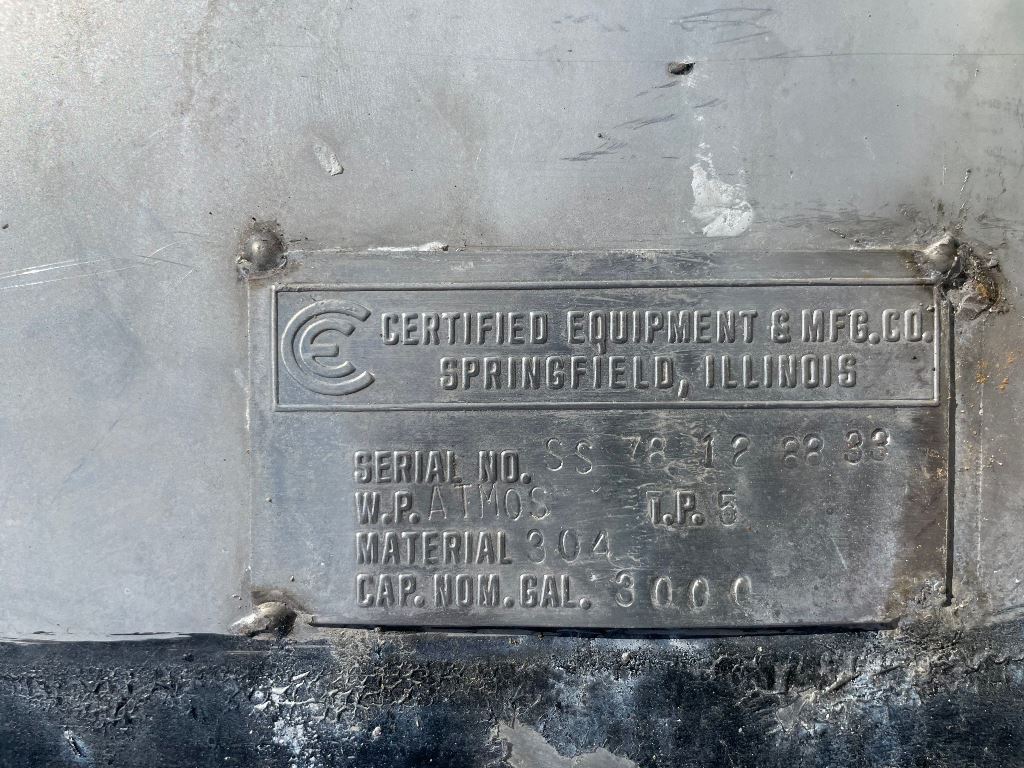 CE
CERTIFIED EQUIPMENT & MFG. CO.
SPRINGFIELD, ILLINOIS
SERIAL NO. SS 78 12 88 33
W.P. ATMOS T.P. 5
MATERIAL 304
CAP. NOM. GAL. 3000